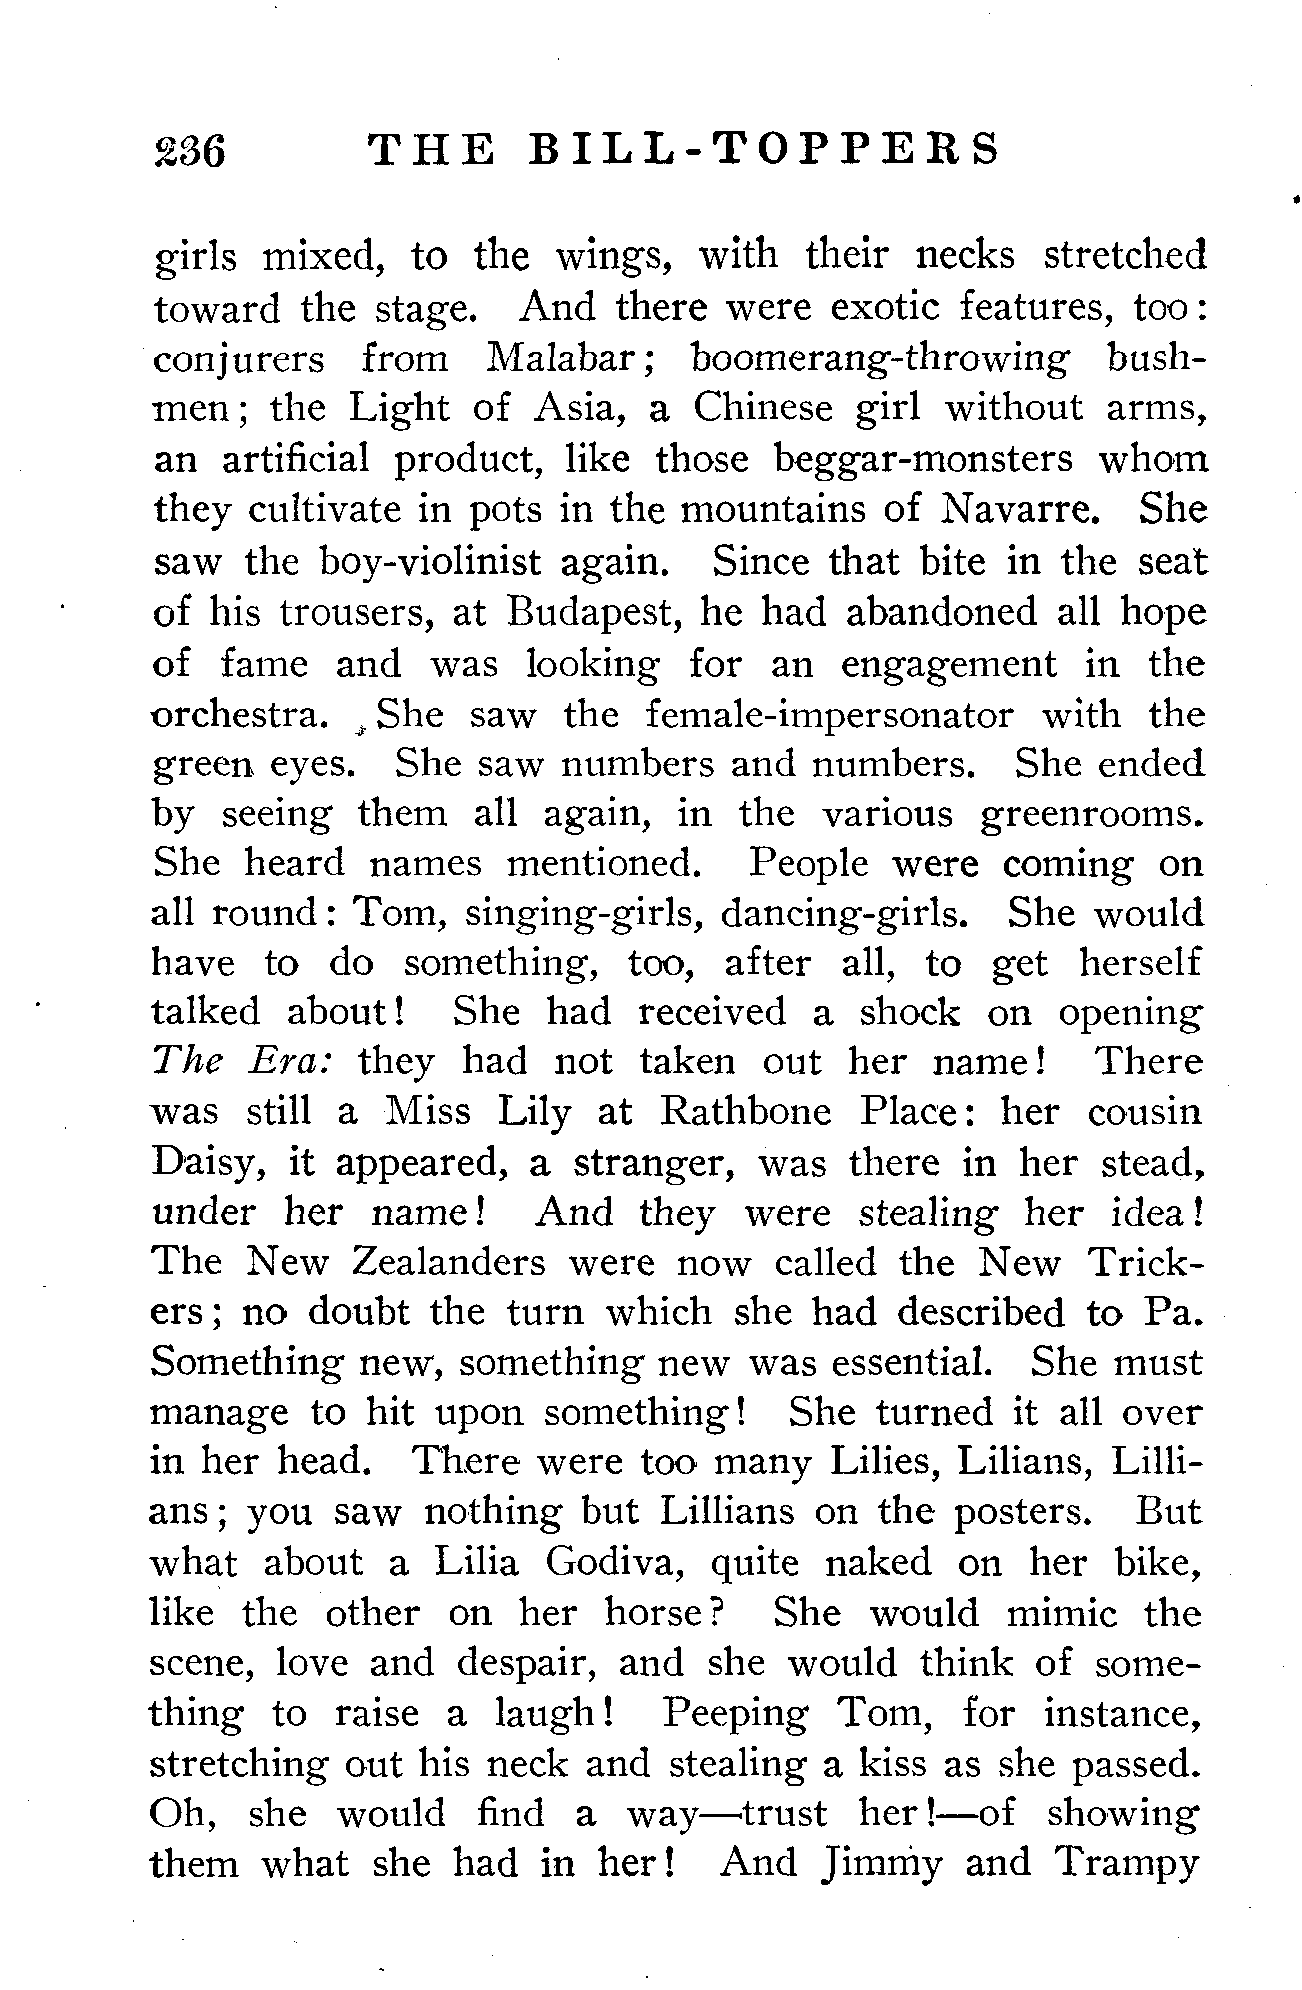 236 THE BILL-TOPPERS
girls mixed, to the wings, with their necks stretched
toward the stage. And there were exotic features, too:
conjurers from Malabar; boomerang-throwing bush-
men; the Light of Asia, a Chinese girl without arms,
an artificial product, like those beggar-monsters whom
they cultivate in pots in the mountains of Navarre. She
saw the boy-violinist again. Since that bite in the seat
of his trousers, at Budapest, he had abandoned all hope
of fame and was looking for an engagement in the
orchestra. She saw the female-impersonator with the
green eyes. She saw numbers and numbers. She ended
by seeing them all again, in the various greenrooms.
She heard names mentioned. People were coming on
all round: Tom, singing-girls, dancing-girls. She would
have to do something, too, after all, to get herself
talked about! She had received a shock on opening
The Era: they had not taken out her name! There
was still a Miss Lily at Rathbone Place: her cousin
Daisy, it appeared, a stranger, was there in her stead,
under her name! And they were stealing her idea!
The New Zealanders were now called the New Trick-
ers; no doubt the turn which she had described to Pa.
Something new, something new was essential. She must
manage to hit upon something! She turned it all over
in her head. There were too many Lilies, Lilians, Lilli-
ans; you saw nothing but Lillians on the posters. But
what about a Lilia Godiva, quite naked on her bike,
like the other on her horse? She would mimic the
scene, love and despair, and she would think of some-
thing to raise a laugh! Peeping Tom, for instance,
stretching out his neck and stealing a kiss as she passed.
Oh, she would find a way—trust her!—of showing
them what she had in her! And Jimmy and Trampy